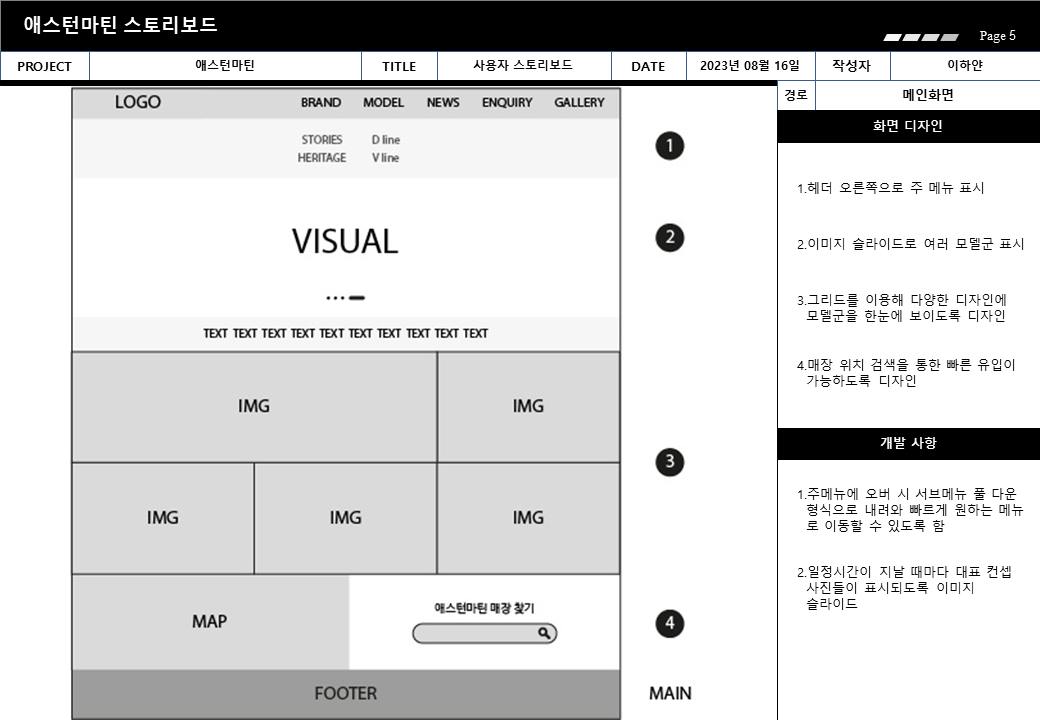 애스턴마틴 스토리보드
Page 5
PROJECT 애스턴마틴 TITLE 사용자 스토리보드 DATE 2023년 08월 16일 작성자 이하얀
경로 메인화면
LOGO BRAND MODEL NEWS ENQUIRY GALLERY
STORIES D line
HERITAGE V line
1
VISUAL
2
TEXT TEXT TEXT TEXT TEXT TEXT TEXT TEXT TEXT TEXT
IMG IMG
3
IMG IMG IMG
MAP
애스턴마틴 매장 찾기
4
FOOTER
MAIN
화면 디자인
1.헤더 오른쪽으로 주 메뉴 표시
2.이미지 슬라이드로 여러 모델군 표시
3.그리드를 이용해 다양한 디자인에
모델군을 한눈에 보이도록 디자인
4.매장 위치 검색을 통한 빠른 유입이
가능하도록 디자인
개발 사항
1.주메뉴에 오버 시 서브메뉴 풀 다운
형식으로 내려와 빠르게 원하는 메뉴
로 이동할 수 있도록 함
2.일정시간이 지날 때마다 대표 컨셉
사진들이 표시되도록 이미지
슬라이드